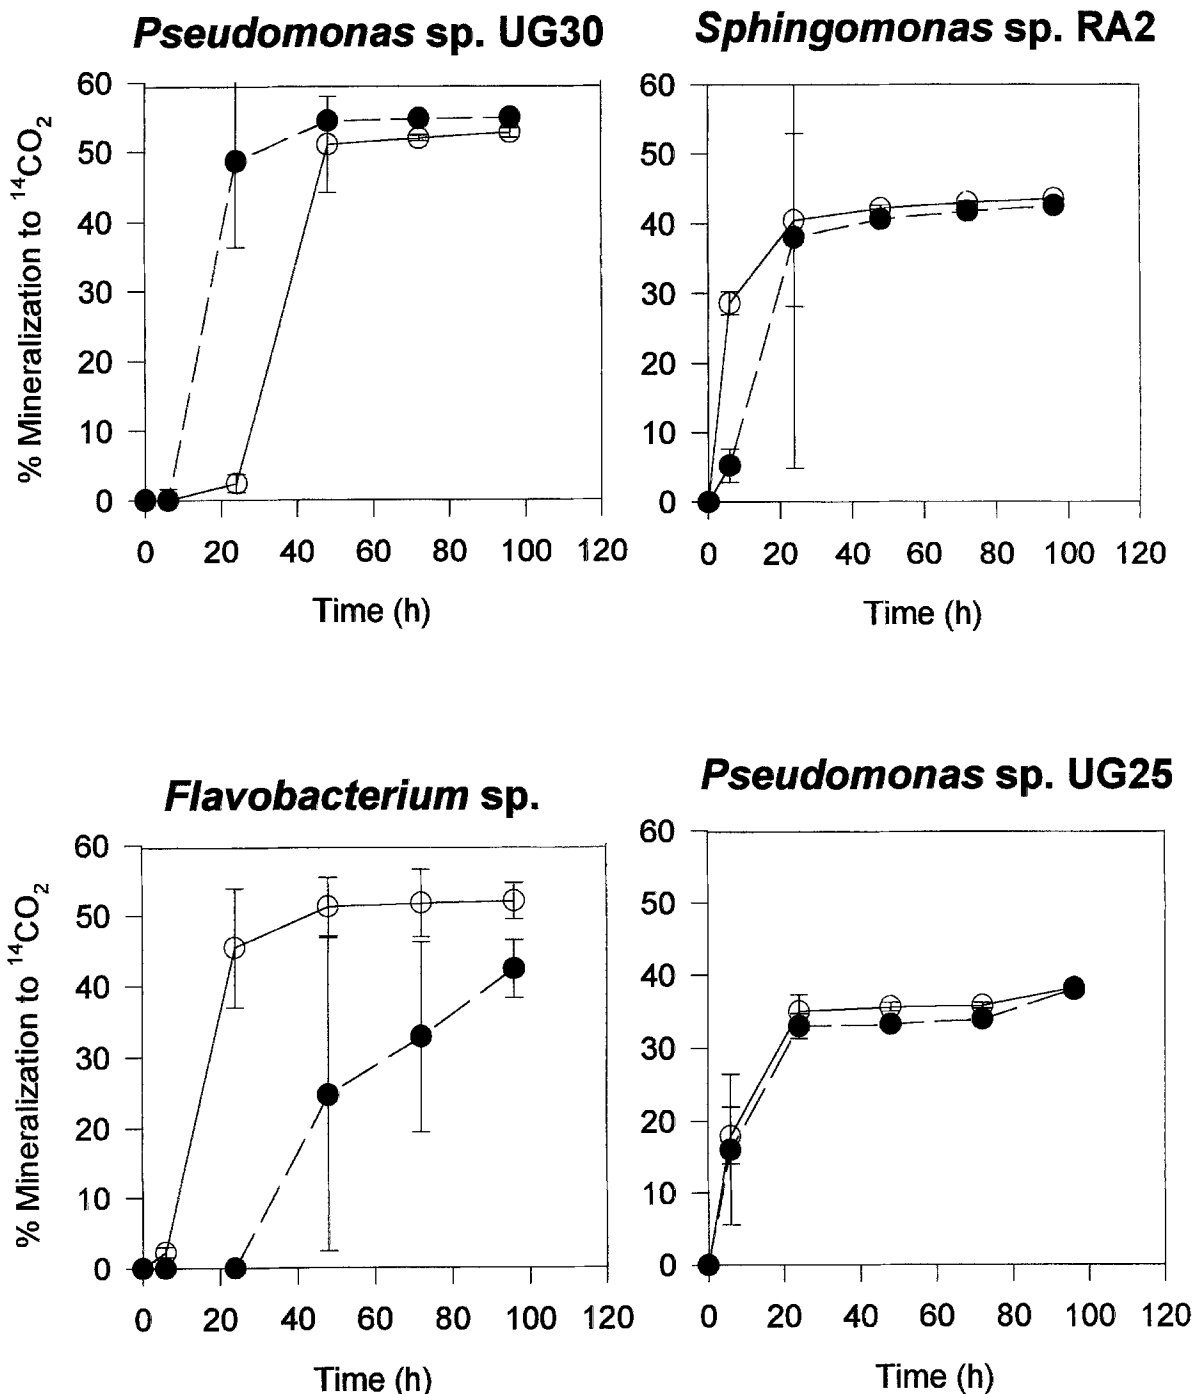 Pseudomonas sp. UG30
% Mineralization to ¹⁴CO₂
60
50
40
30
20
10
0
0 20 40 60 80 100 120
Time (h)
Sphingomonas sp. RA2
60
50
40
30
20
10
0
0 20 40 60 80 100 120
Time (h)
Flavobacterium sp.
% Mineralization to ¹⁴CO₂
60
50
40
30
20
10
0
0 20 40 60 80 100 120
Time (h)
Pseudomonas sp. UG25
60
50
40
30
20
10
0
0 20 40 60 80 100 120
Time (h)